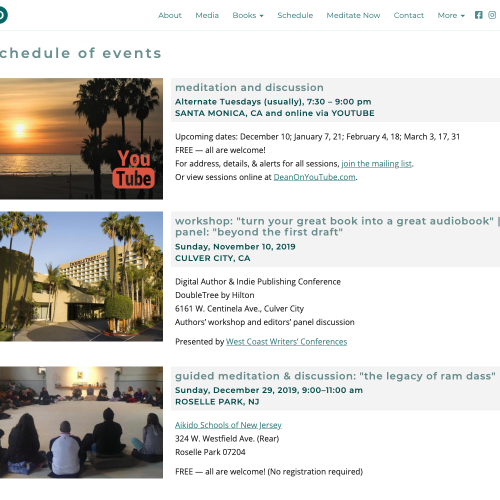 About Media Books Schedule Meditate Now Contact More
chedule of events
You
Tube
meditation and discussion
Alternate Tuesdays (usually), 7:30 – 9:00 pm
SANTA MONICA, CA and online via YOUTUBE
Upcoming dates: December 10; January 7, 21; February 4, 18; March 3, 17, 31
FREE — all are welcome!
For address, details, & alerts for all sessions, join the mailing list.
Or view sessions online at DeanOnYouTube.com.
workshop: "turn your great book into a great audiobook" |
panel: "beyond the first draft"
Sunday, November 10, 2019
CULVER CITY, CA
Digital Author & Indie Publishing Conference
DoubleTree by Hilton
6161 W. Centinela Ave., Culver City
Authors' workshop and editors' panel discussion
Presented by West Coast Writers' Conferences
guided meditation & discussion: "the legacy of ram dass"
Sunday, December 29, 2019, 9:00–11:00 am
ROSELLE PARK, NJ
Aikido Schools of New Jersey
324 W. Westfield Ave. (Rear)
Roselle Park 07204
FREE — all are welcome! (No registration required)